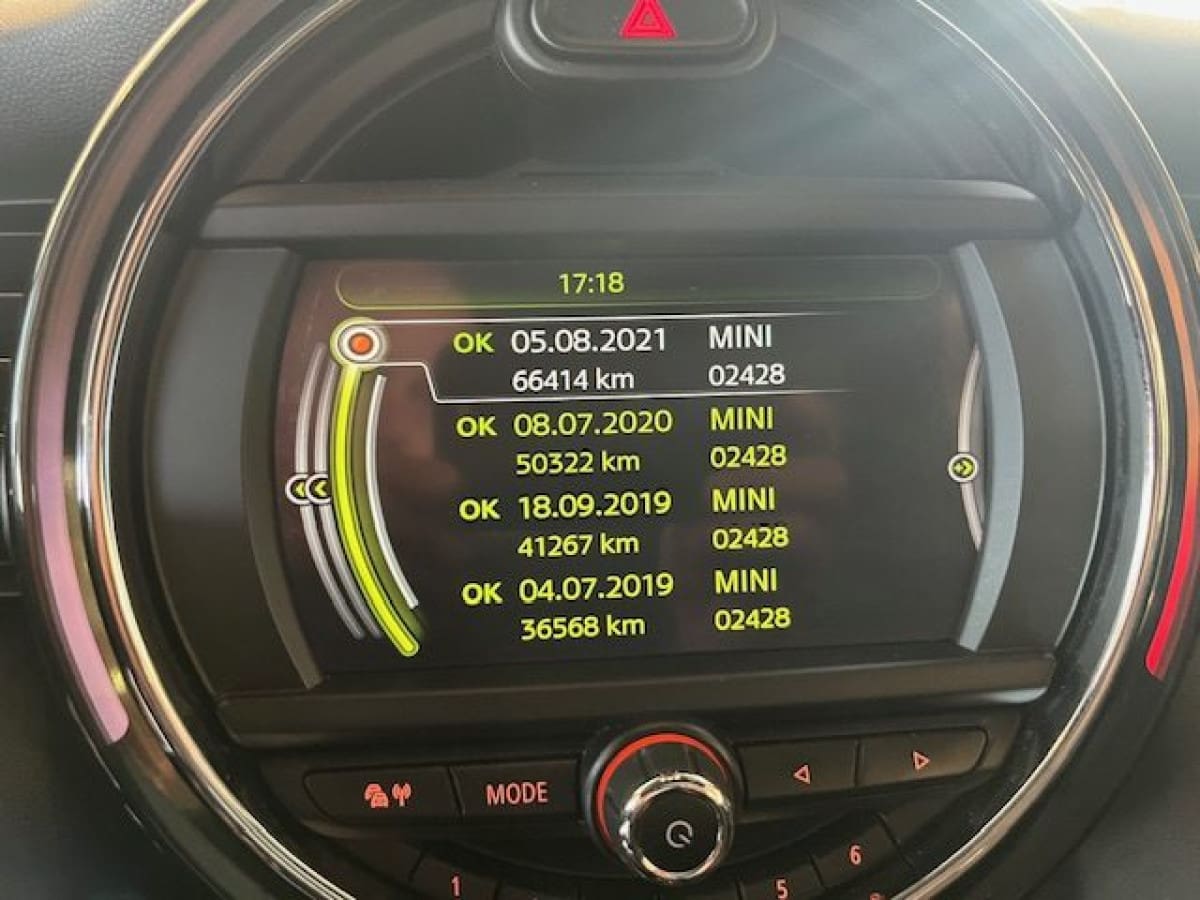 17:18
OK 05.08.2021 MINI
66414 km 02428
OK 08.07.2020 MINI
50322 km 02428
OK 18.09.2019 MINI
41267 km 02428
OK 04.07.2019 MINI
36568 km 02428
MODE
1 5 6